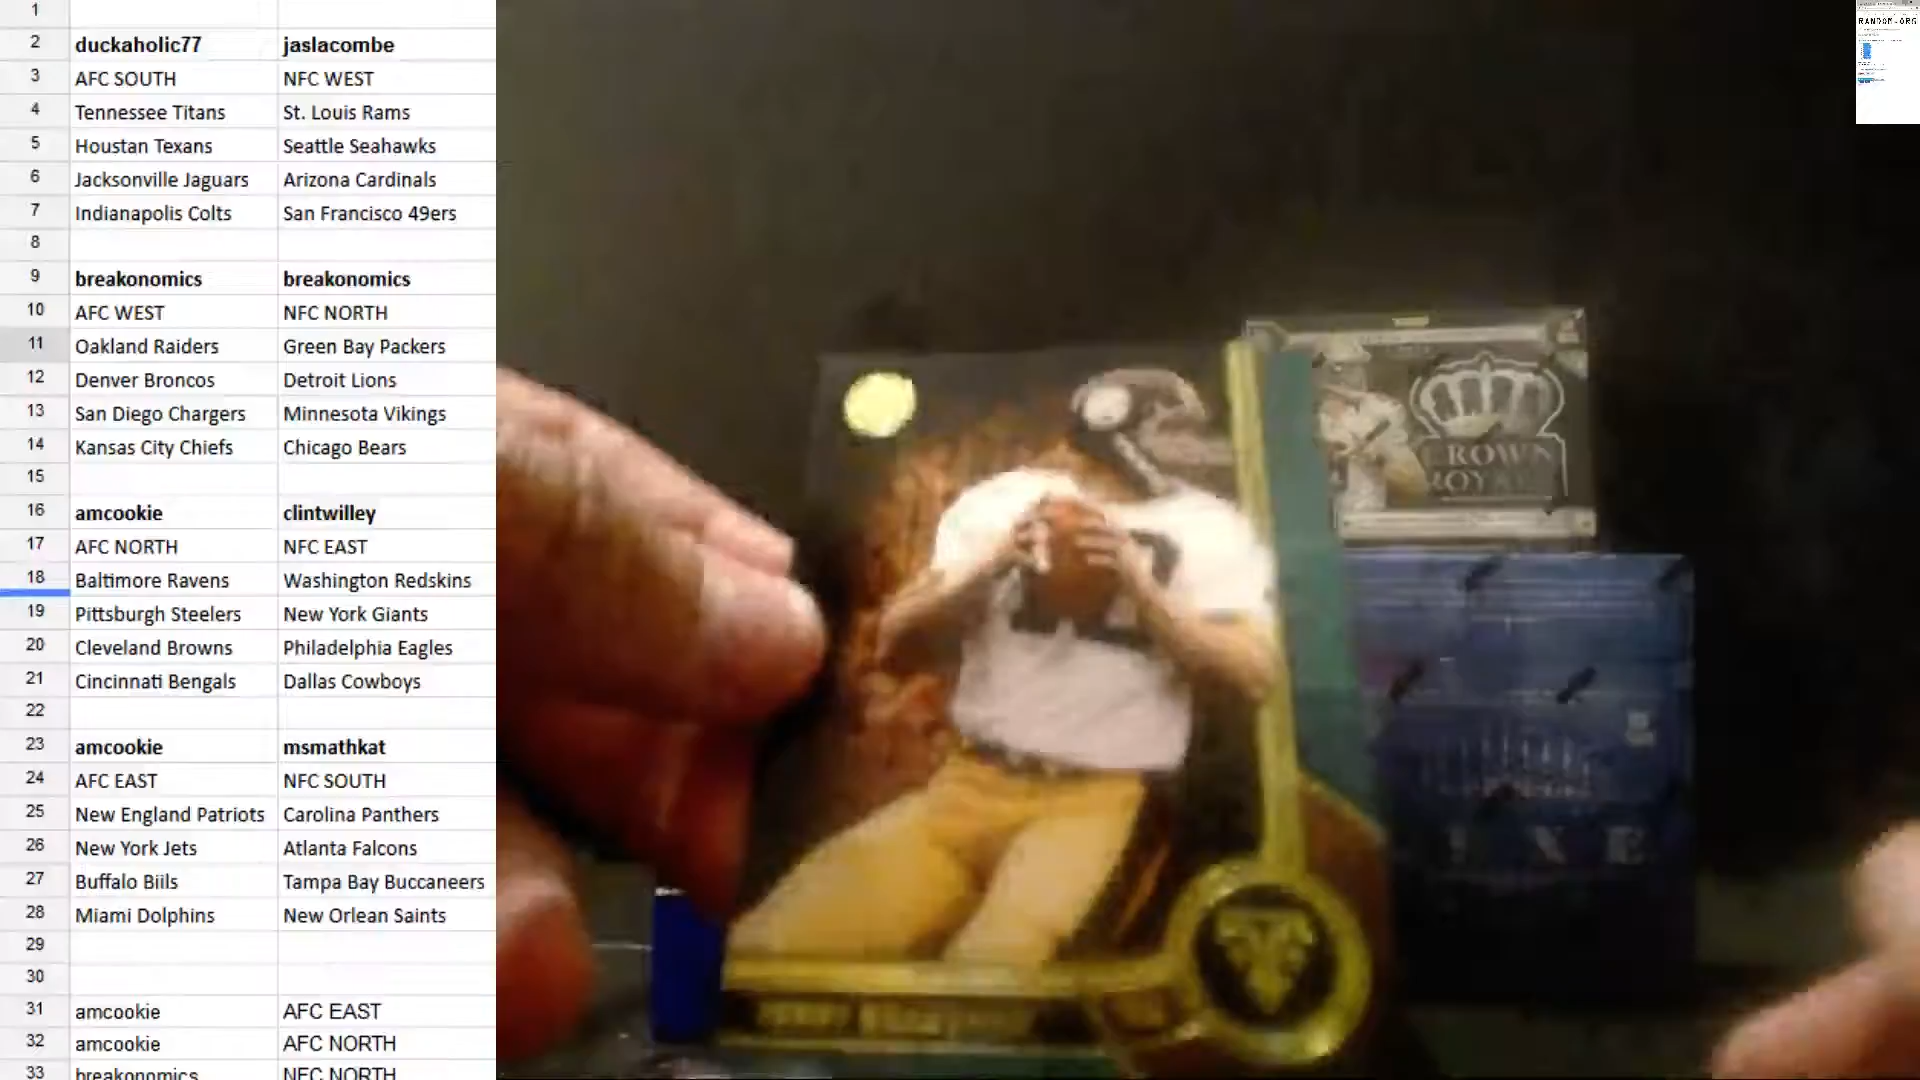 1
2 duckaholic77 jaslacombe
3 AFC SOUTH NFC WEST
4 Tennessee Titans St. Louis Rams
5 Houstan Texans Seattle Seahawks
6 Jacksonville Jaguars Arizona Cardinals
7 Indianapolis Colts San Francisco 49ers
8
9 breakonomics breakonomics
10 AFC WEST NFC NORTH
11 Oakland Raiders Green Bay Packers
12 Denver Broncos Detroit Lions
13 San Diego Chargers Minnesota Vikings
14 Kansas City Chiefs Chicago Bears
15
16 amcookie clintwilley
17 AFC NORTH NFC EAST
18 Baltimore Ravens Washington Redskins
19 Pittsburgh Steelers New York Giants
20 Cleveland Browns Philadelphia Eagles
21 Cincinnati Bengals Dallas Cowboys
22
23 amcookie msmathkat
24 AFC EAST NFC SOUTH
25 New England Patriots Carolina Panthers
26 New York Jets Atlanta Falcons
27 Buffalo Biils Tampa Bay Buccaneers
28 Miami Dolphins New Orlean Saints
29
30
31 amcookie AFC EAST
32 amcookie AFC NORTH
33 breakonomics NFC NORTH
RANDOM.ORG
CROWN
ROYALE